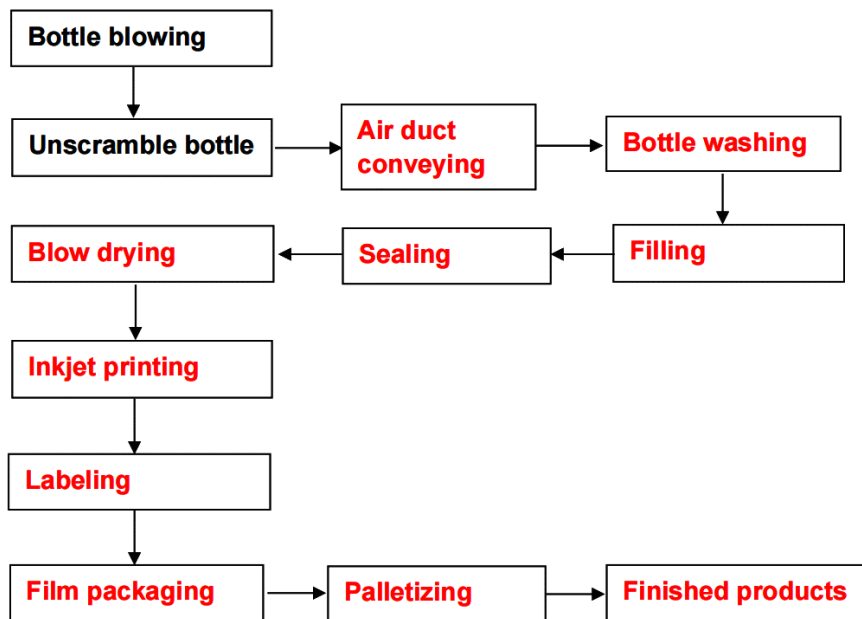 Bottle blowing
Unscramble bottle
Air duct
conveying
Bottle washing
Blow drying
Sealing
Filling
Inkjet printing
Labeling
Film packaging
Palletizing
Finished products